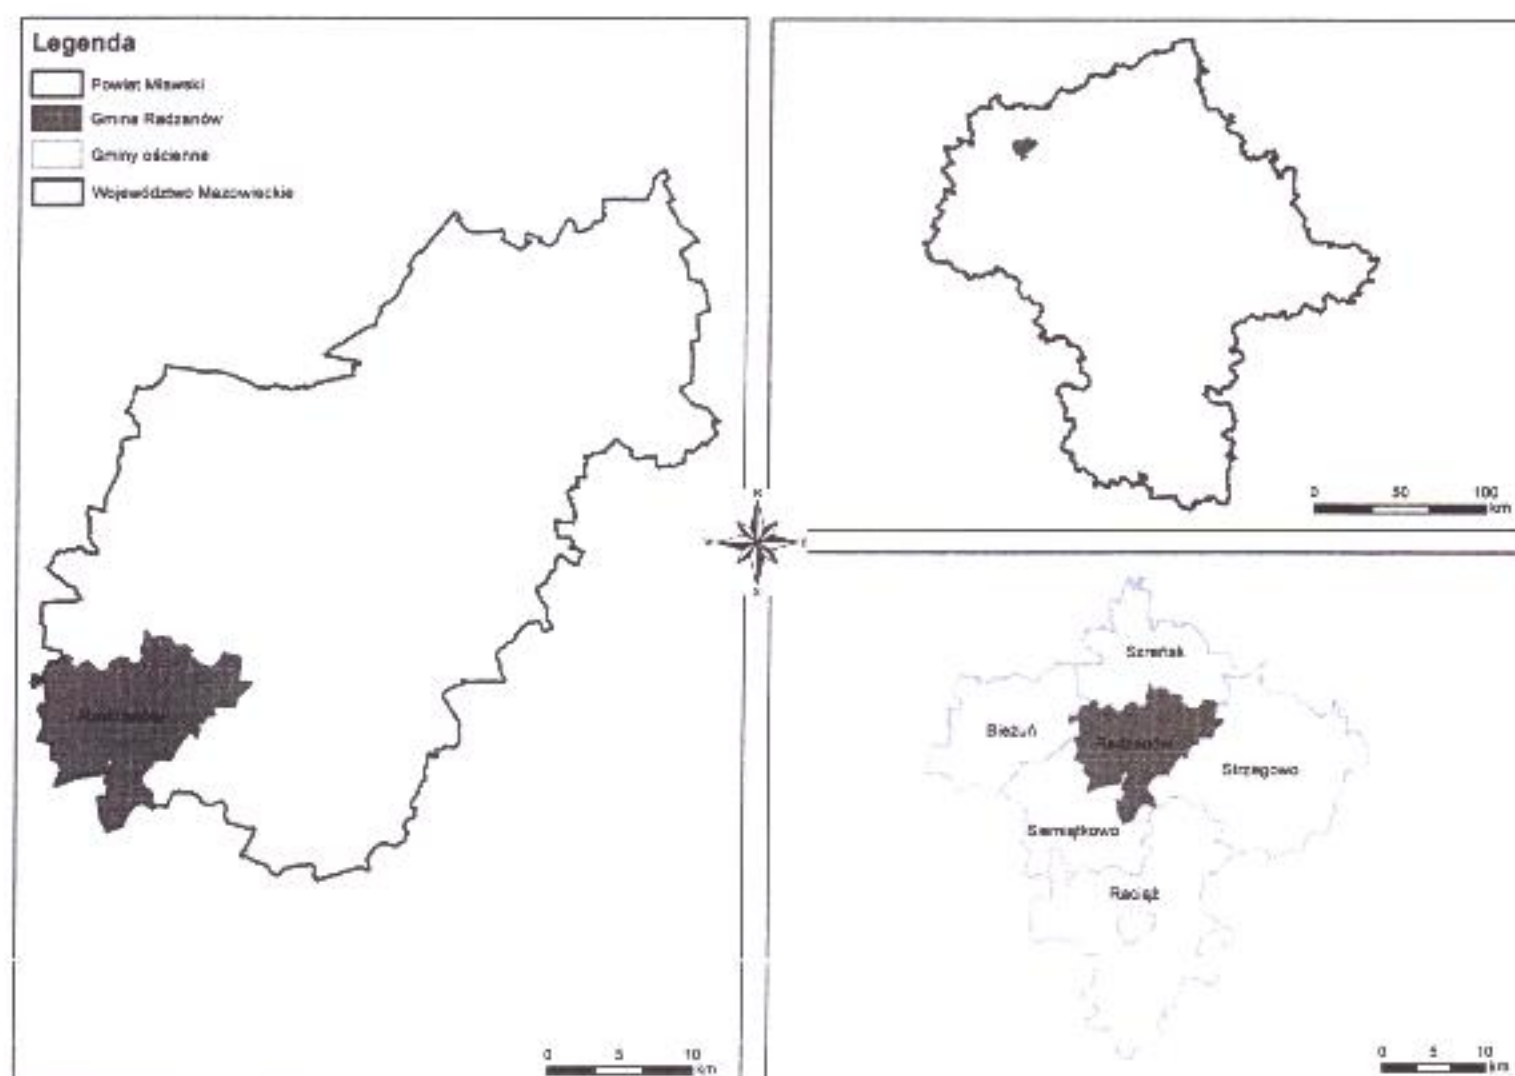 Legenda
Powiat Mławski
Gmina Radzanów
Gminy ościenne
Województwo Mazowieckie
Radzanów
0 5 10
km
0 50 100
km
N
W E
S
Szreńsk
Bieżuń
Radzanów
Strzegowo
Siemiątkowo
Raciąż
0 5 10
km